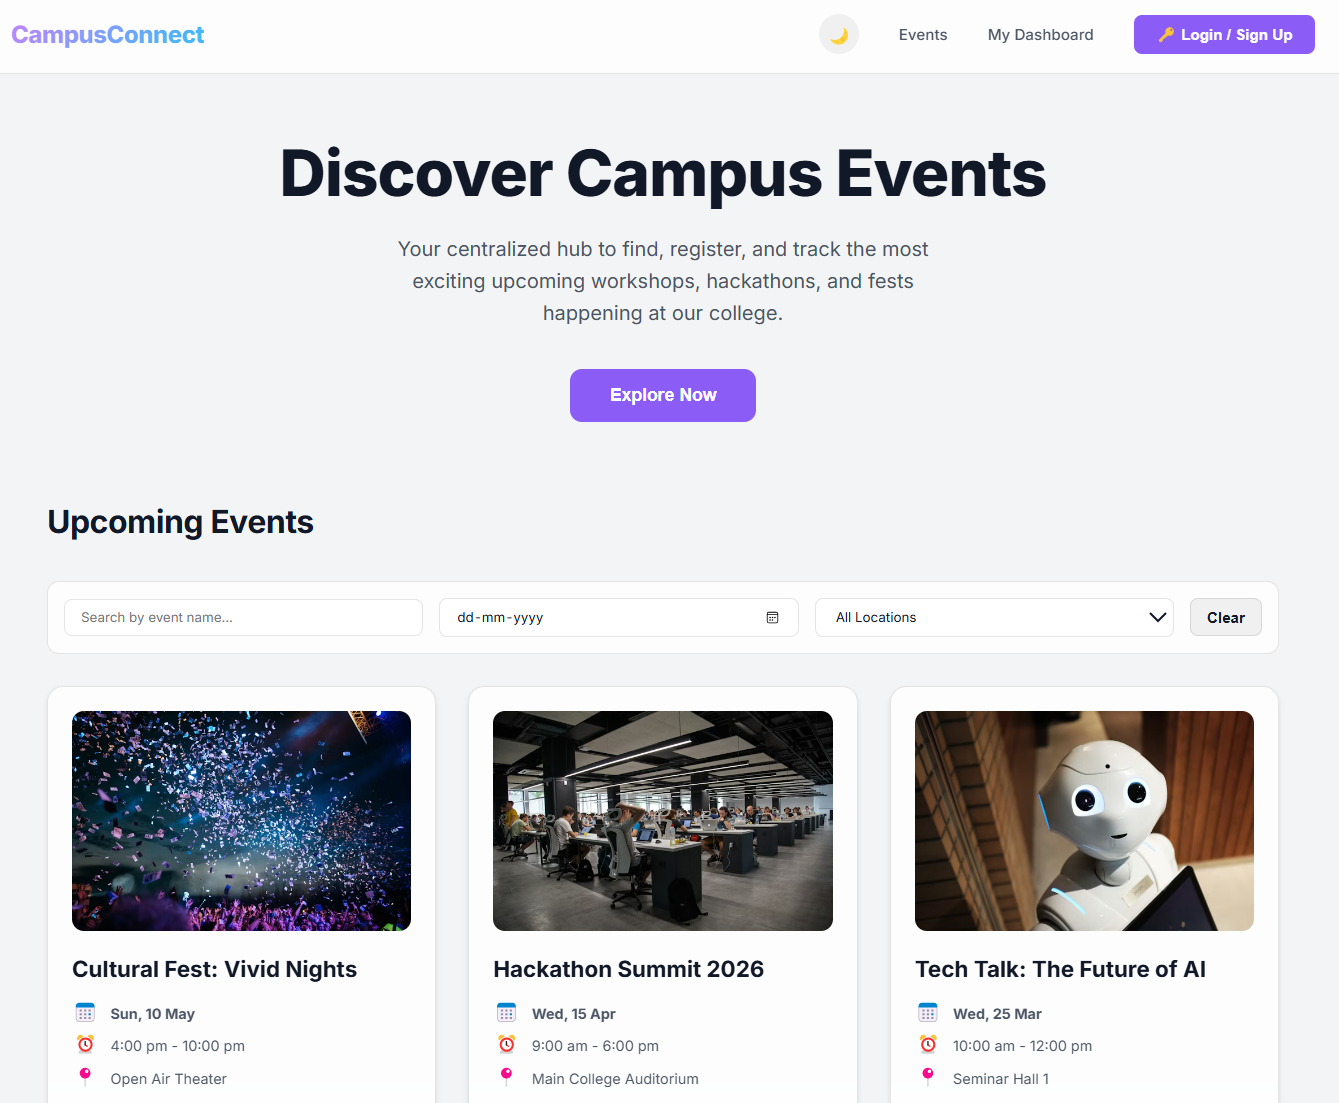 CampusConnect
Events
My Dashboard
Login / Sign Up
Discover Campus Events
Your centralized hub to find, register, and track the most
exciting upcoming workshops, hackathons, and fests
happening at our college.
Explore Now
Upcoming Events
Search by event name...
dd-mm-yyyy
All Locations
Clear
Cultural Fest: Vivid Nights
Sun, 10 May
4:00 pm - 10:00 pm
Open Air Theater
Hackathon Summit 2026
Wed, 15 Apr
9:00 am - 6:00 pm
Main College Auditorium
Tech Talk: The Future of AI
Wed, 25 Mar
10:00 am - 12:00 pm
Seminar Hall 1